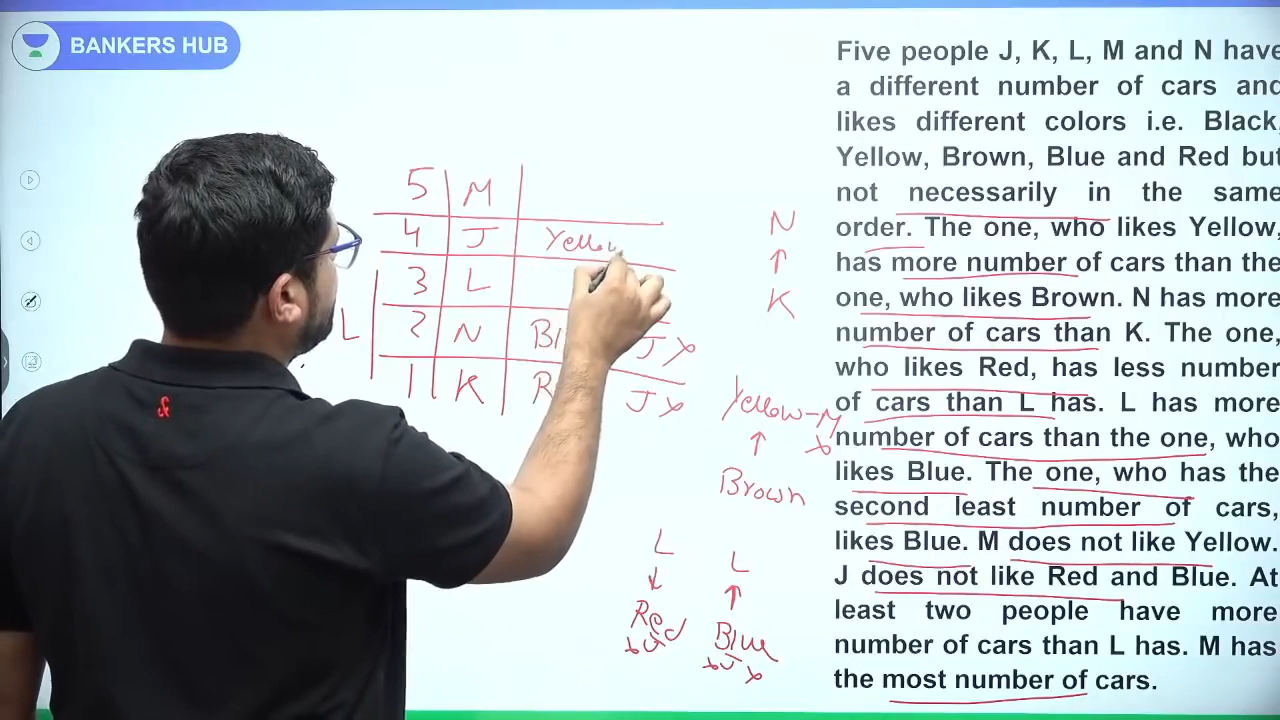 BANKERS HUB
Five people J, K, L, M and N have
a different number of cars and
likes different colors i.e. Black,
Yellow, Brown, Blue and Red but
not necessarily in the same
order. The one, who likes Yellow,
has more number of cars than the
one, who likes Brown. N has more
number of cars than K. The one,
who likes Red, has less number
of cars than L has. L has more
number of cars than the one, who
likes Blue. The one, who has the
second least number of cars,
likes Blue. M does not like Yellow.
J does not like Red and Blue. At
least two people have more
number of cars than L has. M has
the most number of cars.
5 M
4 J Yellow
3 L
L 2 N Bl J x
1 K R J x
N
↑
K
Yellow-M
↑ x
Brown
L
↓
Red
L
↑
Blue